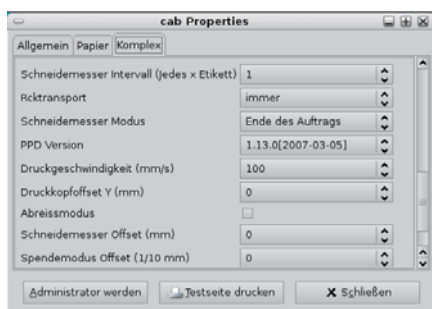 cab Properties
Allgemein Papier Komplex
Schneidemesser Intervall (Jedes x Etikett) 1
Rcktransport immer
Schneidemesser Modus Ende des Auftrags
PPD Version 1.13.0[2007-03-05]
Druckgeschwindigkeit (mm/s) 100
Druckkopfoffset Y (mm) 0
Abreissmodus
Schneidemesser Offset (mm) 0
Spendemodus Offset (1/10 mm) 0
Administrator werden Testseite drucken Schließen